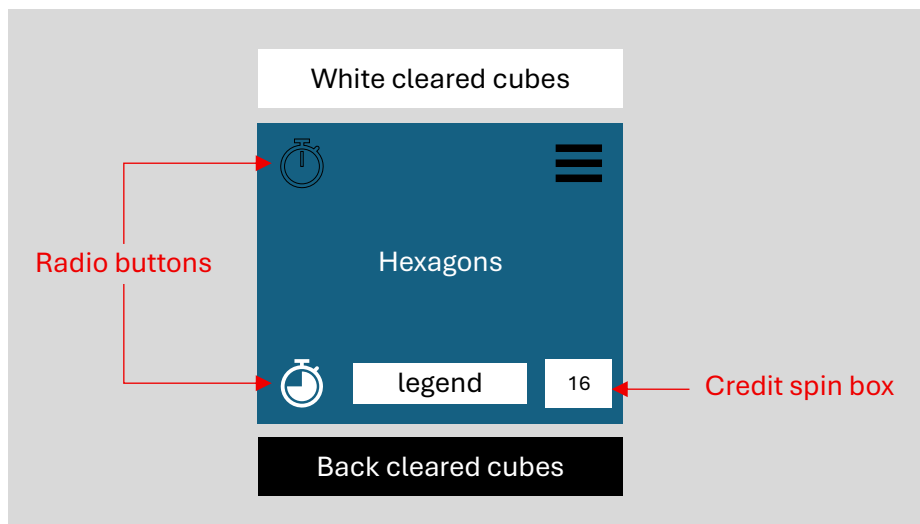 White cleared cubes
Radio buttons
Hexagons
legend
16
Credit spin box
Back cleared cubes